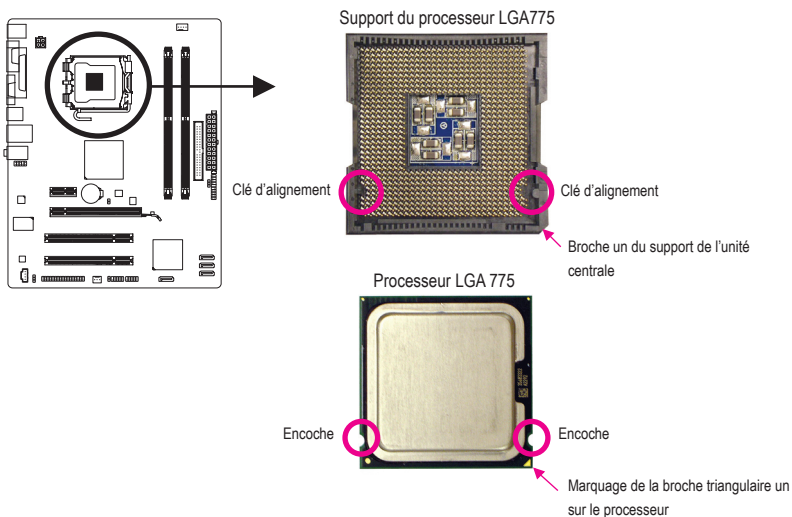 Support du processeur LGA775
Clé d'alignement
Clé d'alignement
Broche un du support de l'unité
centrale
Processeur LGA 775
Encoche
Encoche
Marquage de la broche triangulaire un
sur le processeur